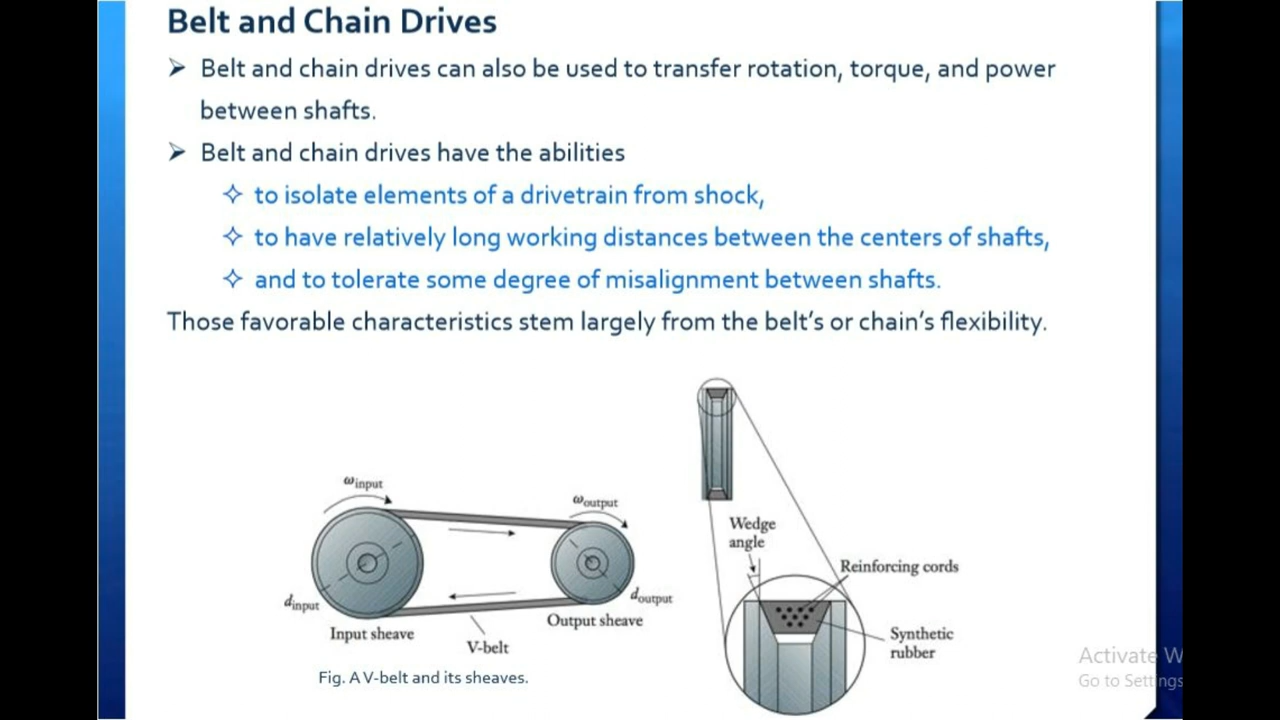 Belt and Chain Drives
➢ Belt and chain drives can also be used to transfer rotation, torque, and power
between shafts.
➢ Belt and chain drives have the abilities
✧ to isolate elements of a drivetrain from shock,
✧ to have relatively long working distances between the centers of shafts,
✧ and to tolerate some degree of misalignment between shafts.
Those favorable characteristics stem largely from the belt’s or chain’s flexibility.
ωinput
ωoutput
dinput
doutput
Input sheave
Output sheave
V-belt
Fig. A V-belt and its sheaves.
Wedge
angle
Reinforcing cords
Synthetic
rubber
Activate W
Go to Settings